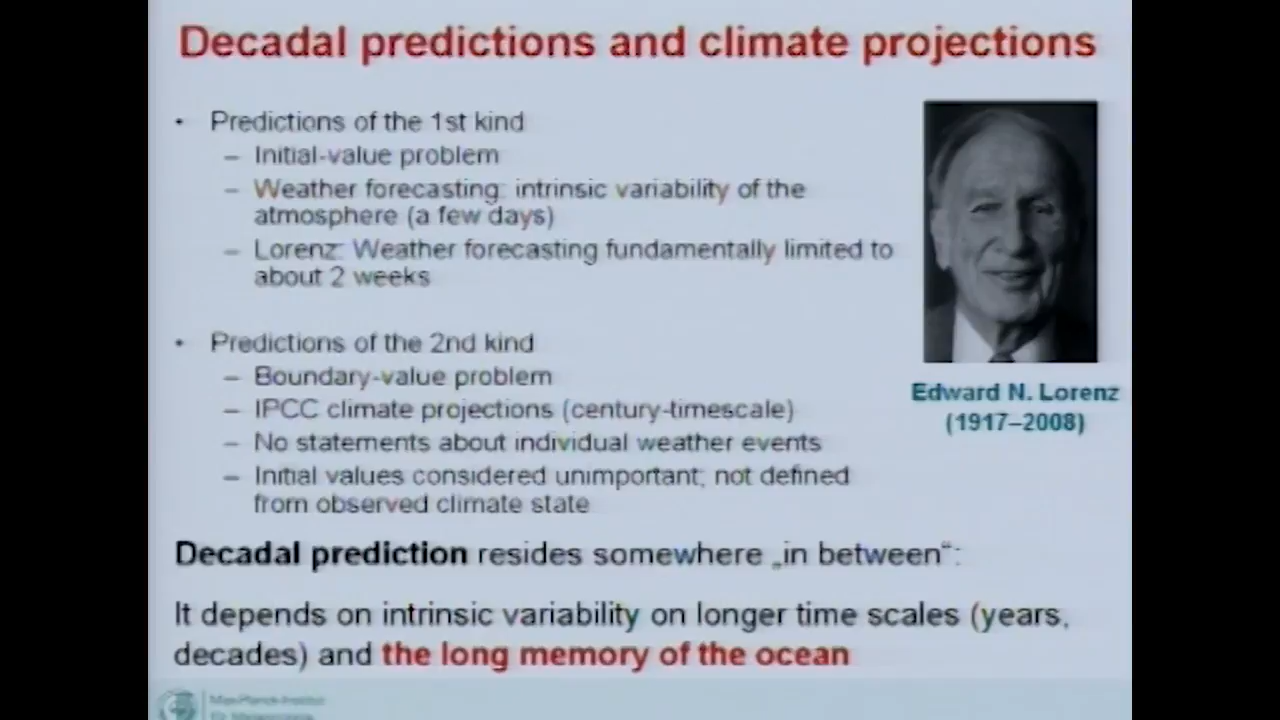 Decadal predictions and climate projections
• Predictions of the 1st kind
– Initial-value problem
– Weather forecasting: intrinsic variability of the
atmosphere (a few days)
– Lorenz: Weather forecasting fundamentally limited to
about 2 weeks
• Predictions of the 2nd kind
– Boundary-value problem
– IPCC climate projections (century-timescale)
– No statements about individual weather events
– Initial values considered unimportant; not defined
from observed climate state
Edward N. Lorenz
(1917–2008)
Decadal prediction resides somewhere „in between“:
It depends on intrinsic variability on longer time scales (years,
decades) and the long memory of the ocean
Max-Planck-Institut